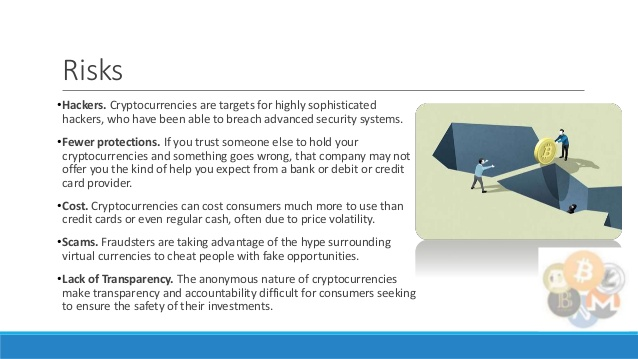 Risks
•Hackers. Cryptocurrencies are targets for highly sophisticated
hackers, who have been able to breach advanced security systems.
•Fewer protections. If you trust someone else to hold your
cryptocurrencies and something goes wrong, that company may not
offer you the kind of help you expect from a bank or debit or credit
card provider.
•Cost. Cryptocurrencies can cost consumers much more to use than
credit cards or even regular cash, often due to price volatility.
•Scams. Fraudsters are taking advantage of the hype surrounding
virtual currencies to cheat people with fake opportunities.
•Lack of Transparency. The anonymous nature of cryptocurrencies
make transparency and accountability difficult for consumers seeking
to ensure the safety of their investments.